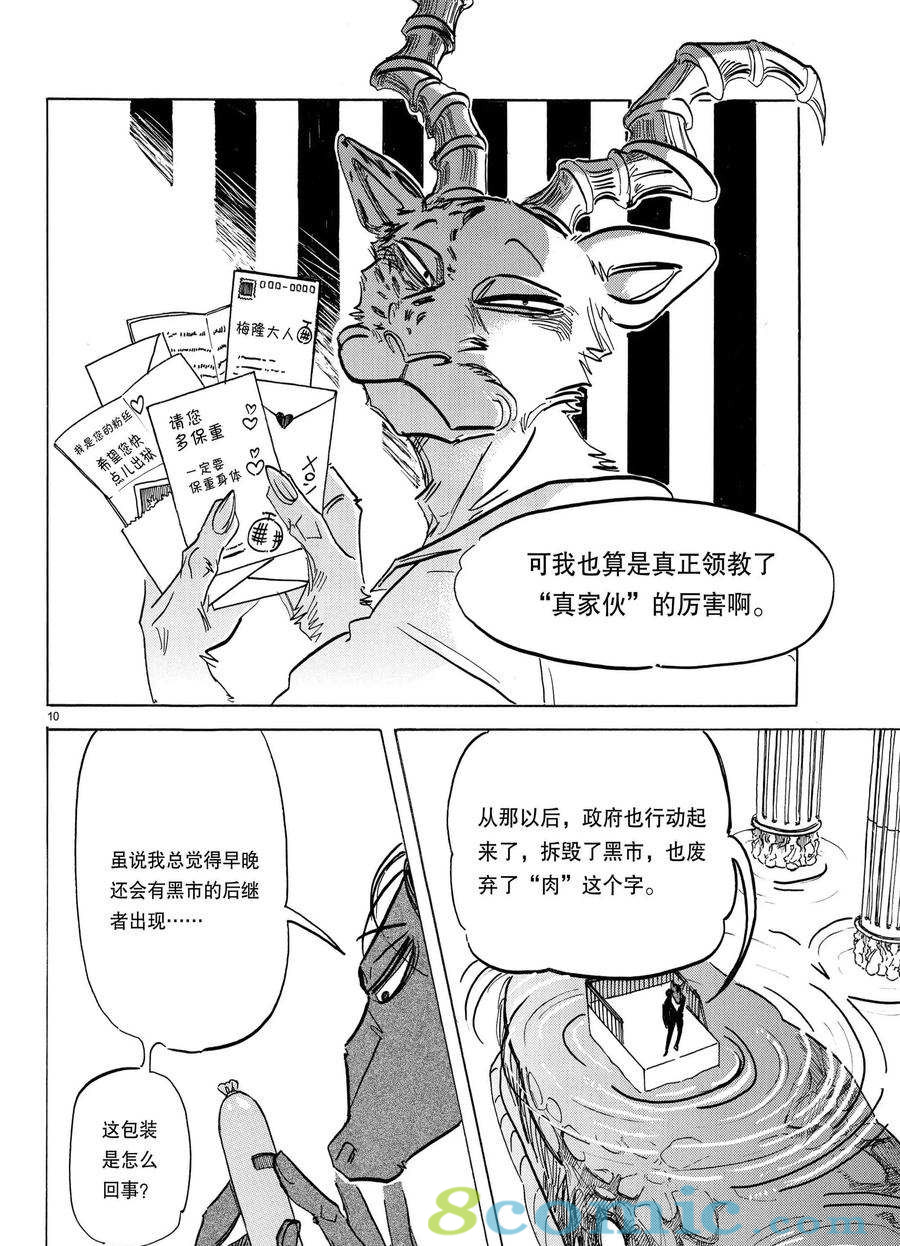 000-0000
梅隆大人
我是您的粉丝
希望您快
点儿出狱
请您
多保重
一定要
保重身体
可我也算是真正领教了
“真家伙”的厉害啊。
10
从那以后，政府也行动起
来了，拆毁了黑市，也废
弃了“肉”这个字。
虽说我总觉得早晚
还会有黑市的后继
者出现……
这包装
是怎么
回事？
8comic.com